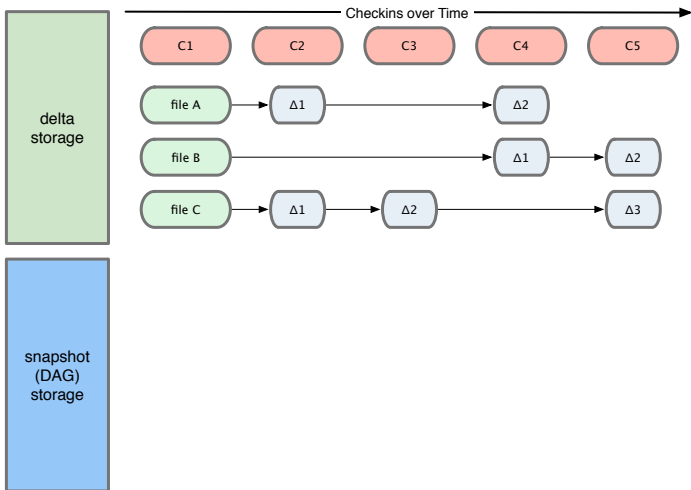 Checkins over Time
C1 C2 C3 C4 C5
delta
storage
file A Δ1 Δ2
file B Δ1 Δ2
file C Δ1 Δ2 Δ3
snapshot
(DAG)
storage